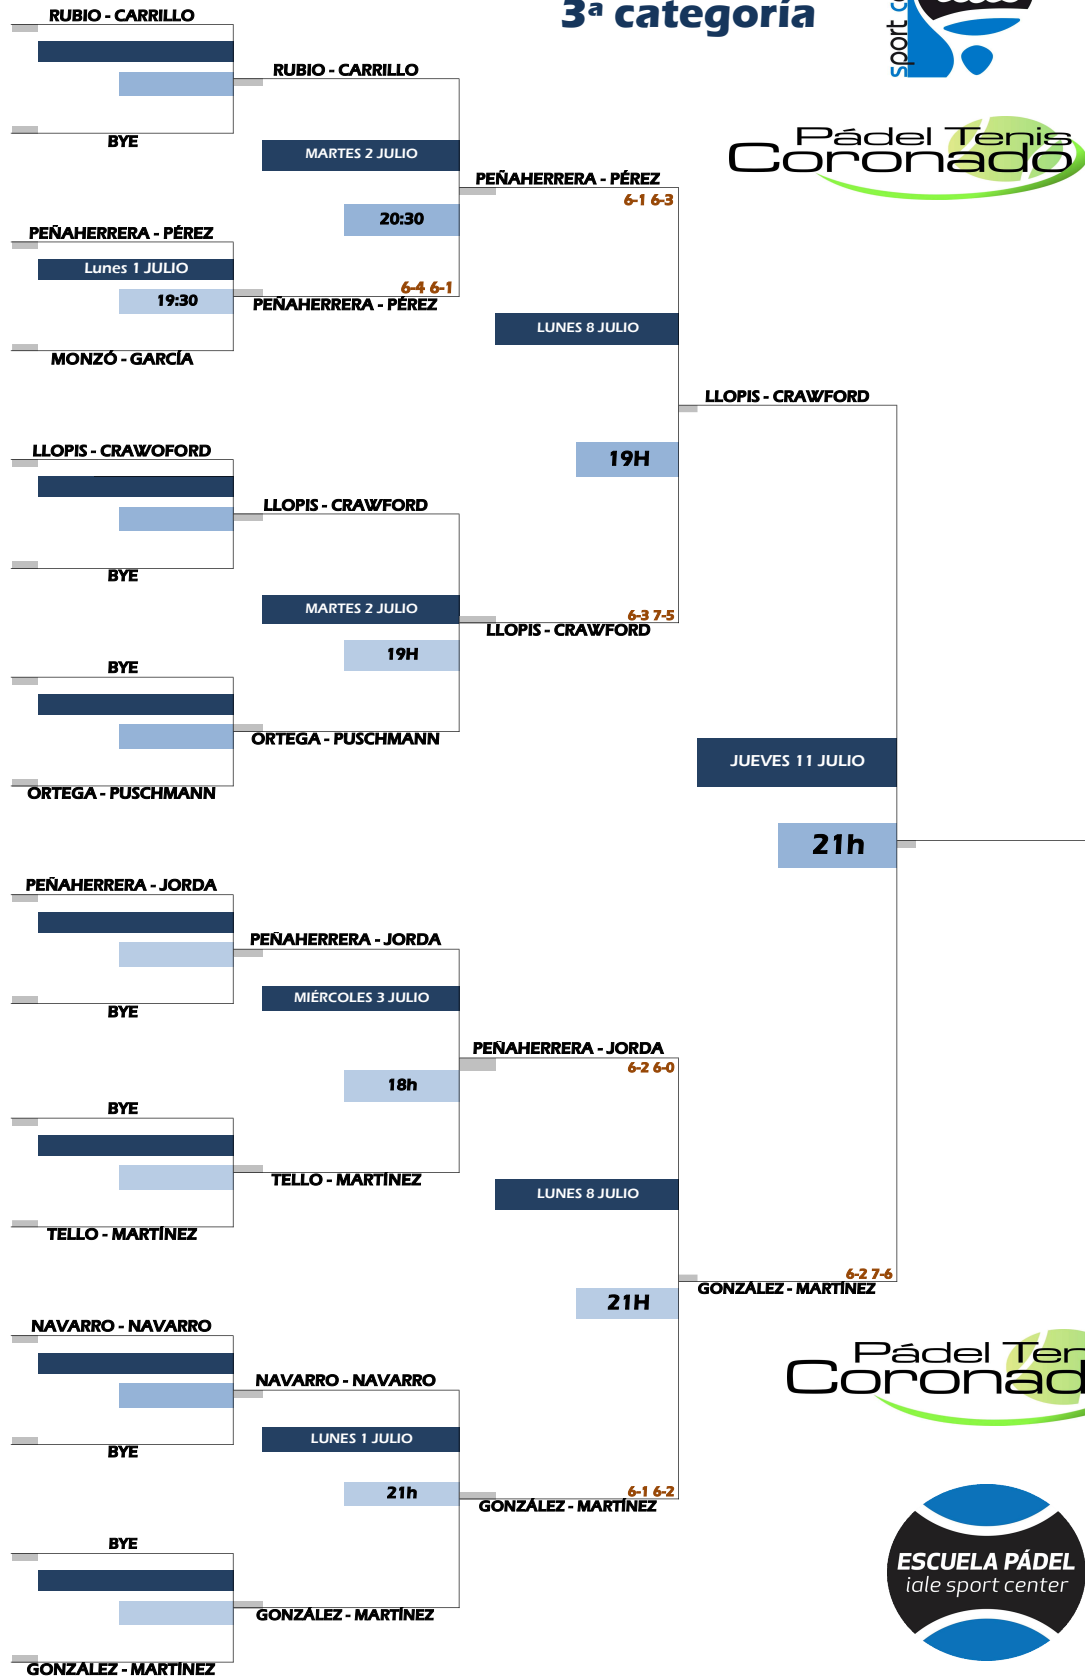 3ª categoría
sport c
Pádel Tenis
Coronado
RUBIO - CARRILLO
BYE
RUBIO - CARRILLO
MARTES 2 JULIO
20:30
PEÑAHERRERA - PÉREZ
6-1 6-3
PEÑAHERRERA - PÉREZ
Lunes 1 JULIO
19:30
MONZÓ - GARCÍA
6-4 6-1
PEÑAHERRERA - PÉREZ
LUNES 8 JULIO
19H
LLOPIS - CRAWFORD
LLOPIS - CRAWOFORD
BYE
LLOPIS - CRAWFORD
MARTES 2 JULIO
19H
6-3 7-5
LLOPIS - CRAWFORD
BYE
ORTEGA - PUSCHMANN
ORTEGA - PUSCHMANN
JUEVES 11 JULIO
21h
PEÑAHERRERA - JORDA
BYE
PEÑAHERRERA - JORDA
MIÉRCOLES 3 JULIO
18h
PEÑAHERRERA - JORDA
6-2 6-0
BYE
TELLO - MARTÍNEZ
TELLO - MARTÍNEZ
LUNES 8 JULIO
21H
6-2 7-6
GONZÁLEZ - MARTÍNEZ
NAVARRO - NAVARRO
BYE
NAVARRO - NAVARRO
LUNES 1 JULIO
21h
6-1 6-2
GONZÁLEZ - MARTÍNEZ
BYE
GONZÁLEZ - MARTÍNEZ
GONZÁLEZ - MARTÍNEZ
Pádel Ten
Coronad
ESCUELA PÁDEL
iale sport center